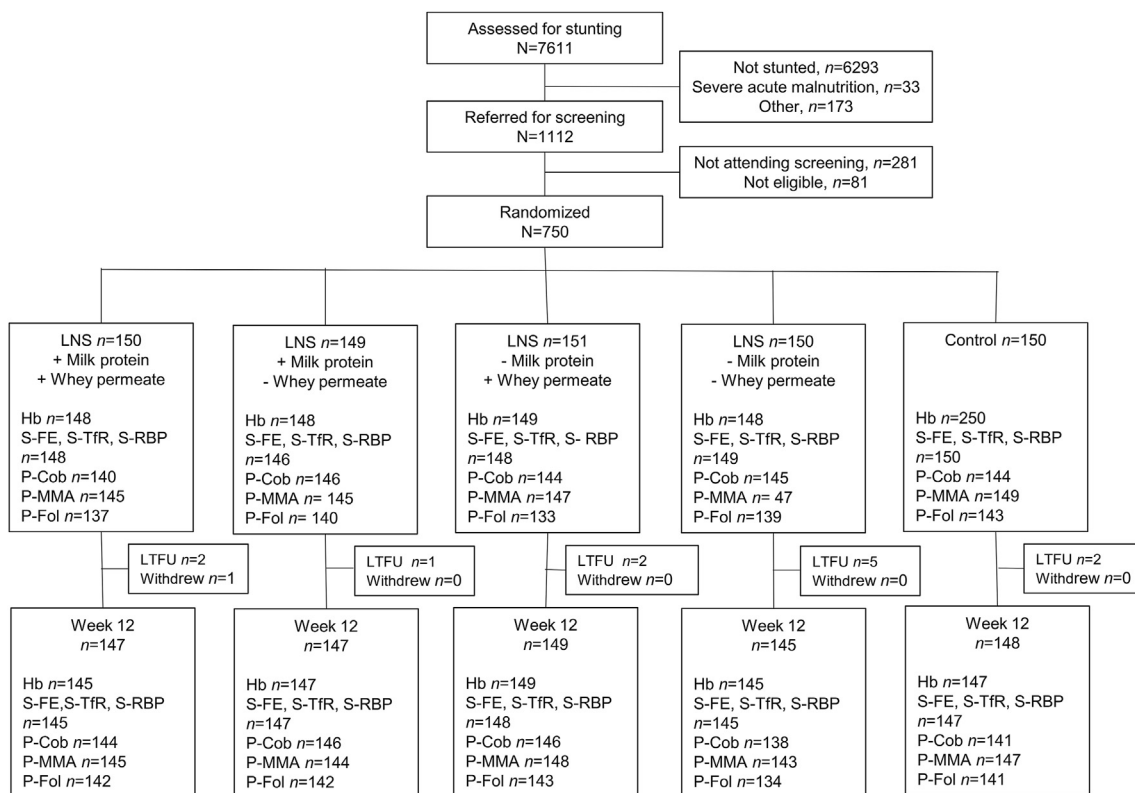 Assessed for stunting
N=7611
Not stunted, n=6293
Severe acute malnutrition, n=33
Other, n=173
Referred for screening
N=1112
Not attending screening, n=281
Not eligible, n=81
Randomized
N=750
LNS n=150
+ Milk protein
+ Whey permeate
Hb n=148
S-FE, S-TfR, S-RBP
n=148
P-Cob n=140
P-MMA n=145
P-Fol n=137
LNS n=149
+ Milk protein
- Whey permeate
Hb n=148
S-FE, S-TfR, S-RBP
n=146
P-Cob n=146
P-MMA n= 145
P-Fol n= 140
LNS n=151
- Milk protein
+ Whey permeate
Hb n=149
S-FE, S-TfR, S- RBP
n=148
P-Cob n=144
P-MMA n=147
P-Fol n=133
LNS n=150
- Milk protein
- Whey permeate
Hb n=148
S-FE, S-TfR, S-RBP
n=149
P-Cob n=145
P-MMA n= 47
P-Fol n=139
Control n=150
Hb n=250
S-FE, S-TfR, S-RBP
n=150
P-Cob n=144
P-MMA n=149
P-Fol n=143
LTFU n=2
Withdrew n=1
LTFU n=1
Withdrew n=0
LTFU n=2
Withdrew n=0
LTFU n=5
Withdrew n=0
LTFU n=2
Withdrew n=0
Week 12
n=147
Hb n=145
S-FE,S-TfR, S-RBP
n=145
P-Cob n=144
P-MMA n=145
P-Fol n=142
Week 12
n=147
Hb n=147
S-FE, S-TfR, S-RBP
n=147
P-Cob n=146
P-MMA n=144
P-Fol n=142
Week 12
n=149
Hb n=149
S-FE, S-TfR, S-RBP
n=148
P-Cob n=146
P-MMA n=148
P-Fol n=143
Week 12
n=145
Hb n=145
S-FE, S-TfR, S-RBP
n=145
P-Cob n=138
P-MMA n=143
P-Fol n=134
Week 12
n=148
Hb n=147
S-FE, S-TfR, S-RBP
n=147
P-Cob n=141
P-MMA n=147
P-Fol n=141